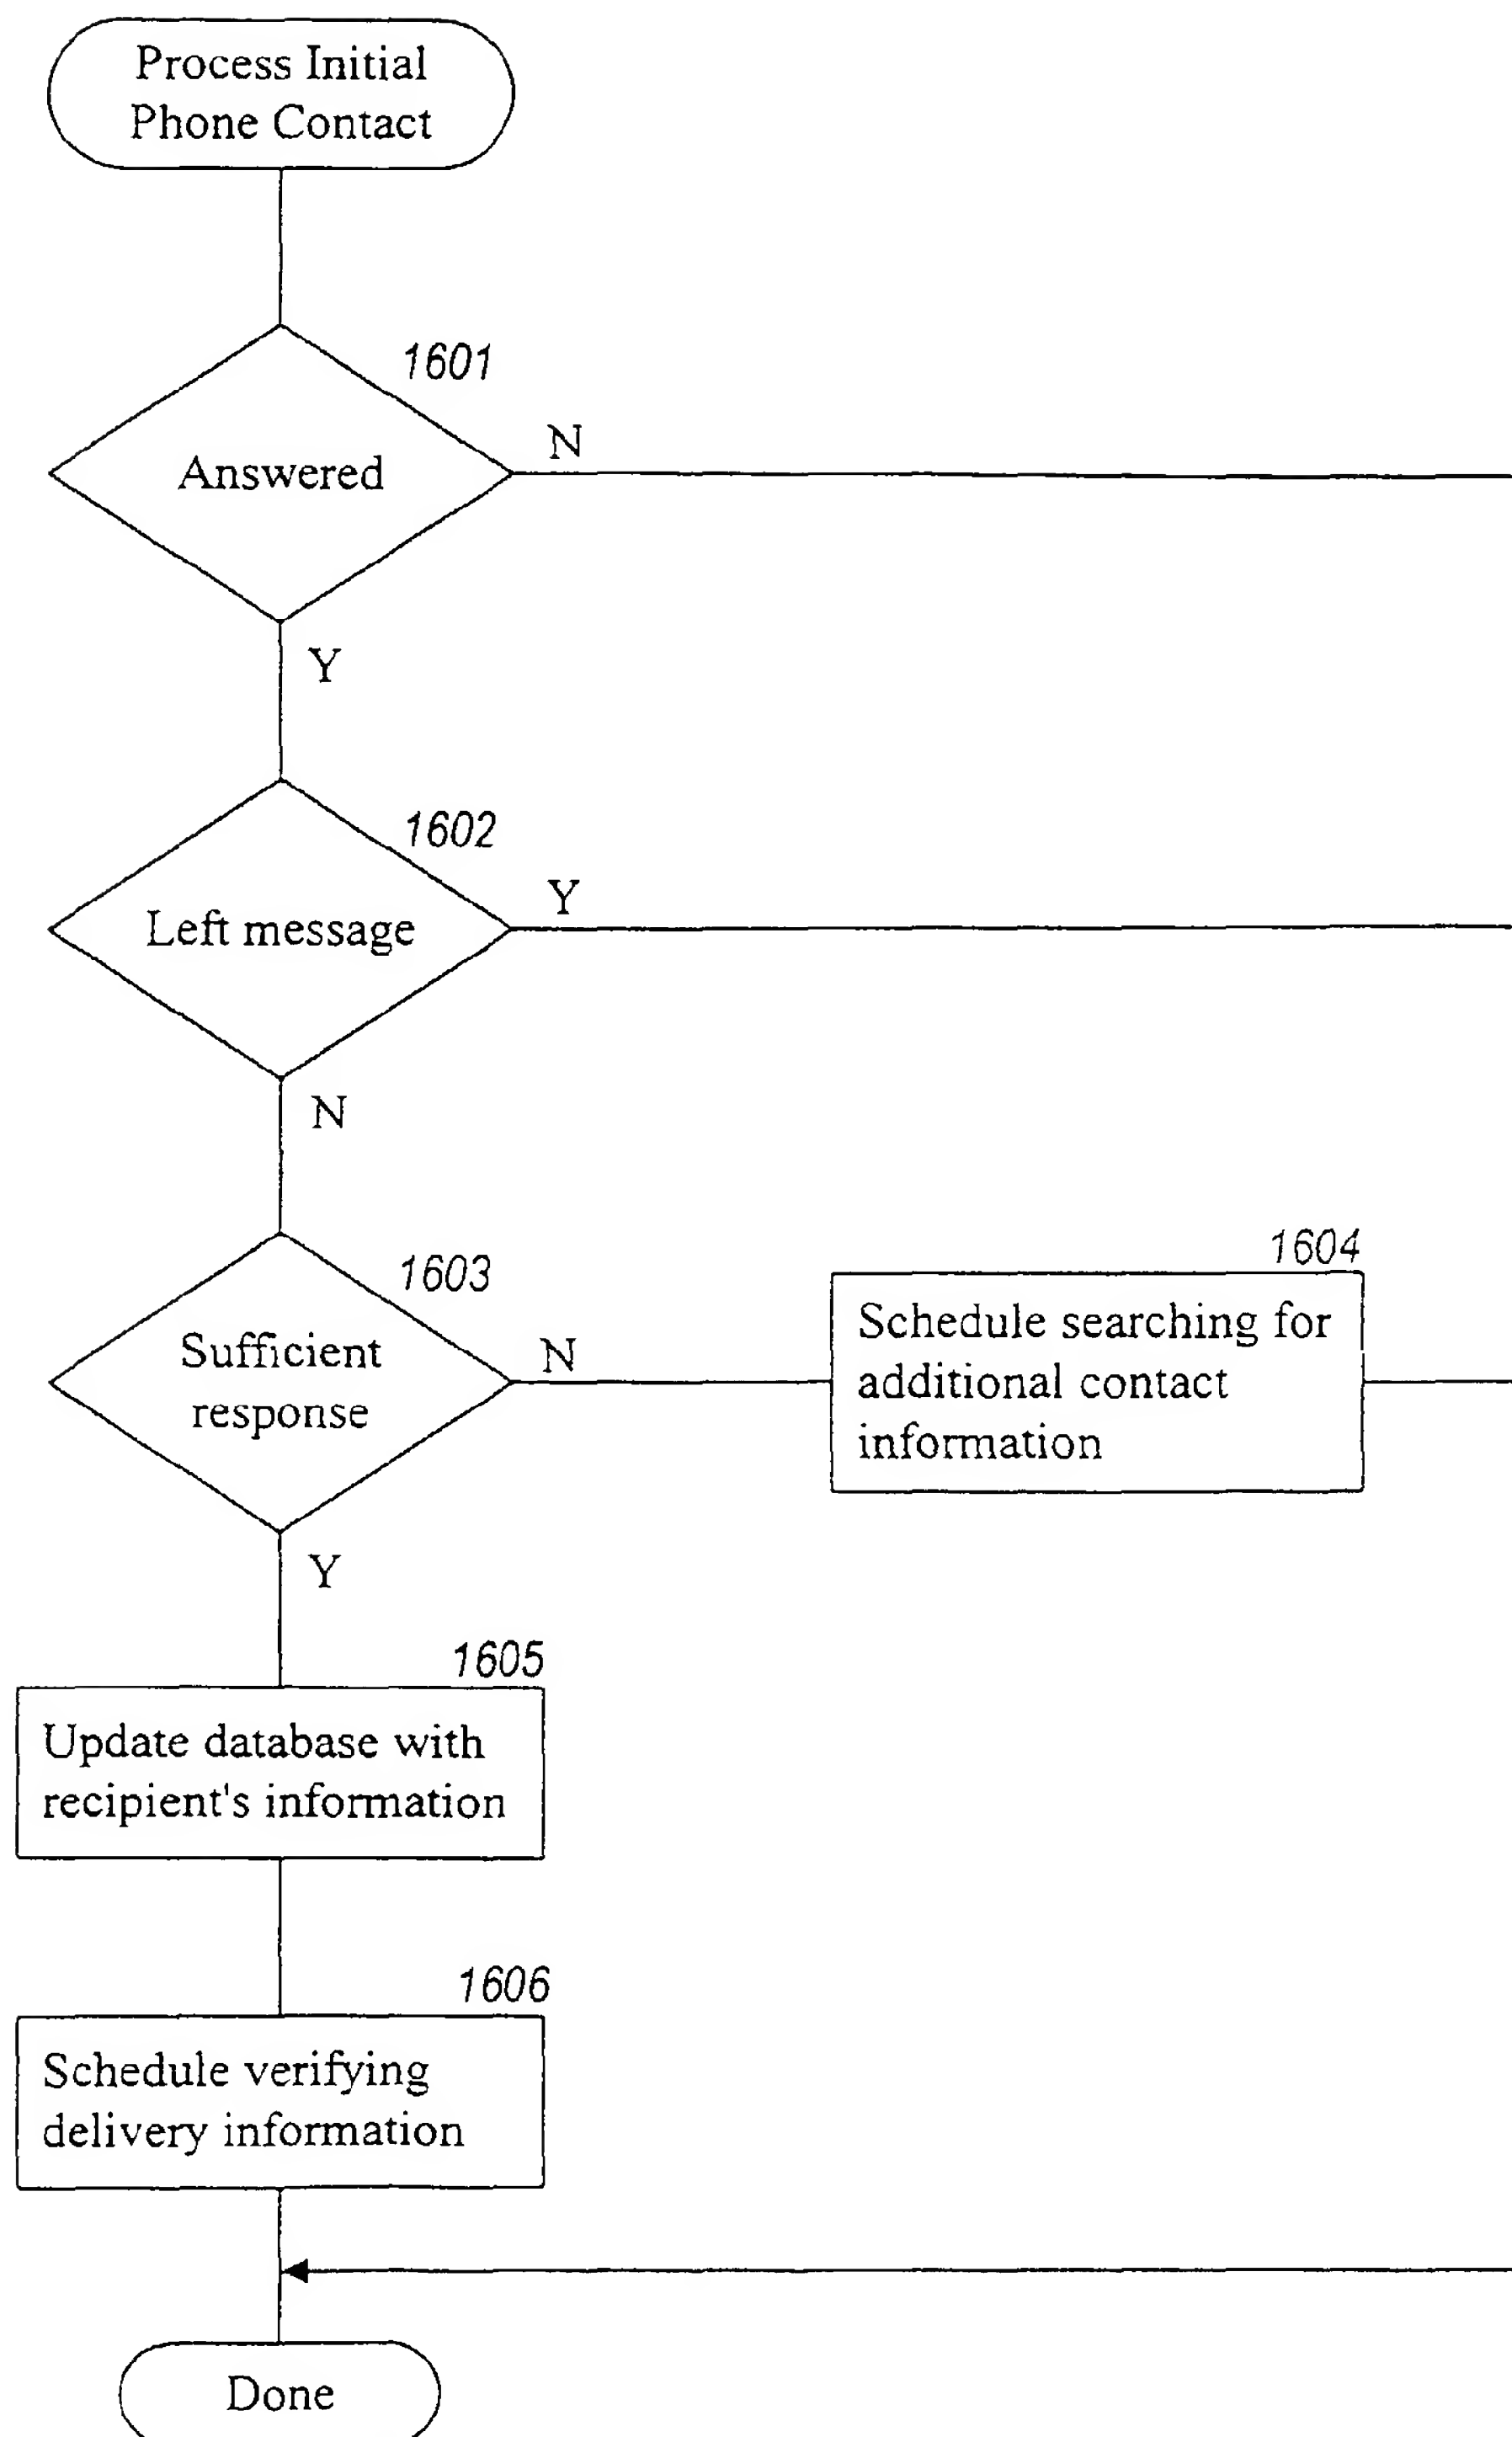 Process Initial
Phone Contact
1601
Answered
N
Y
1602
Left message
Y
N
1603
Sufficient
response
N
1604
Schedule searching for
additional contact
information
Y
1605
Update database with
recipient's information
1606
Schedule verifying
delivery information
Done